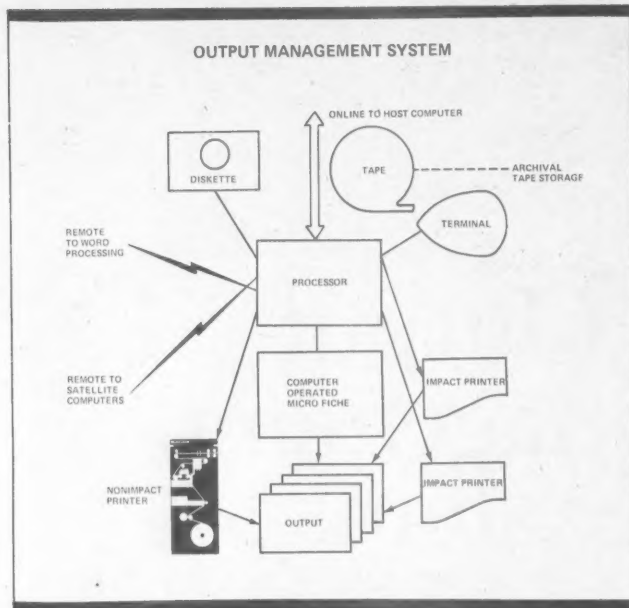 OUTPUT MANAGEMENT SYSTEM
ONLINE TO HOST COMPUTER
DISKETTE
TAPE
ARCHIVAL
TAPE STORAGE
TERMINAL
REMOTE
TO WORD
PROCESSING
PROCESSOR
REMOTE TO
SATELLITE
COMPUTERS
COMPUTER
OPERATED
MICRO FICHE
IMPACT PRINTER
NONIMPACT
PRINTER
OUTPUT
IMPACT PRINTER